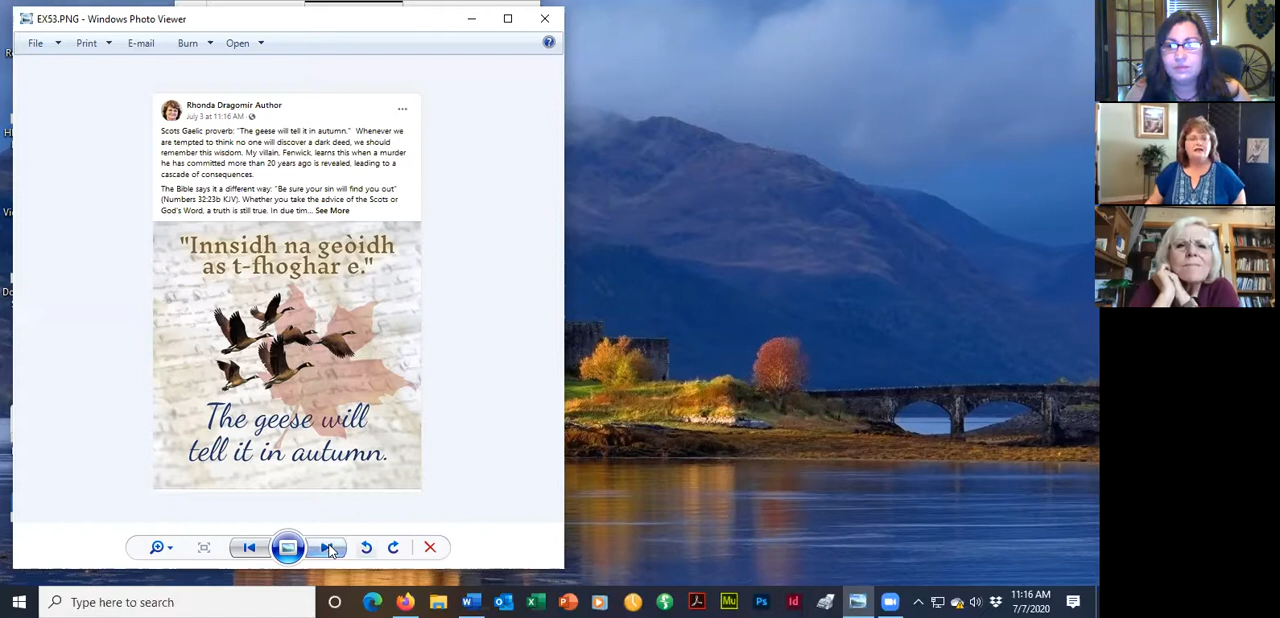 EX53.PNG - Windows Photo Viewer
File Print E-mail Burn Open
Rhonda Dragomir Author
July 3 at 11:16 AM
Scots Gaelic proverb: "The geese will tell it in autumn." Whenever we
are tempted to think no one will discover a dark deed, we should
remember this wisdom. My villain, Fenwick, learns this when a murder
he has committed more than 20 years ago is revealed, leading to a
cascade of consequences.
The Bible says it a different way: "Be sure your sin will find you out"
(Numbers 32:23b KJV). Whether you take the advice of the Scots or
God's Word, a truth is still true. In due tim... See More
"Innsidh na geòidh
as t-fhoghar e."
The geese will
tell it in autumn.
Type here to search
Mu
Ps
Id
11:16 AM
7/7/2020